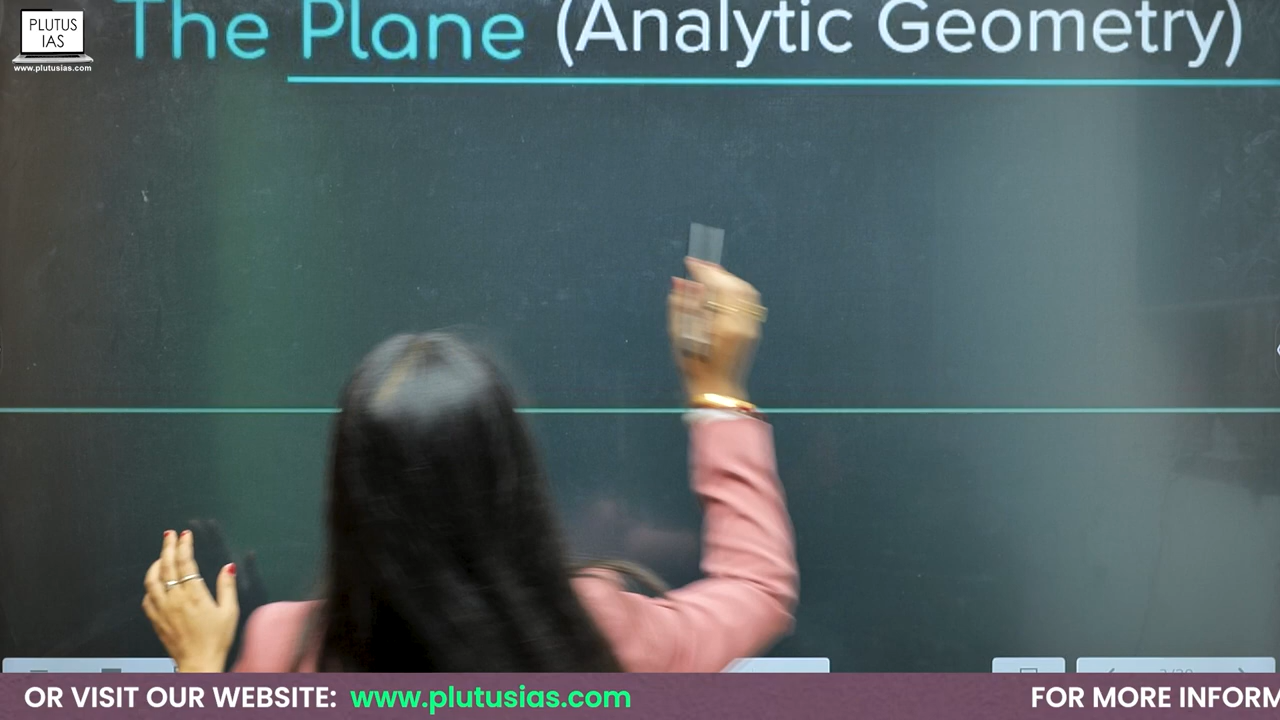 PLUTUS
IAS
www.plutusias.com
The Plane (Analytic Geometry)
OR VISIT OUR WEBSITE: www.plutusias.com
FOR MORE INFORM